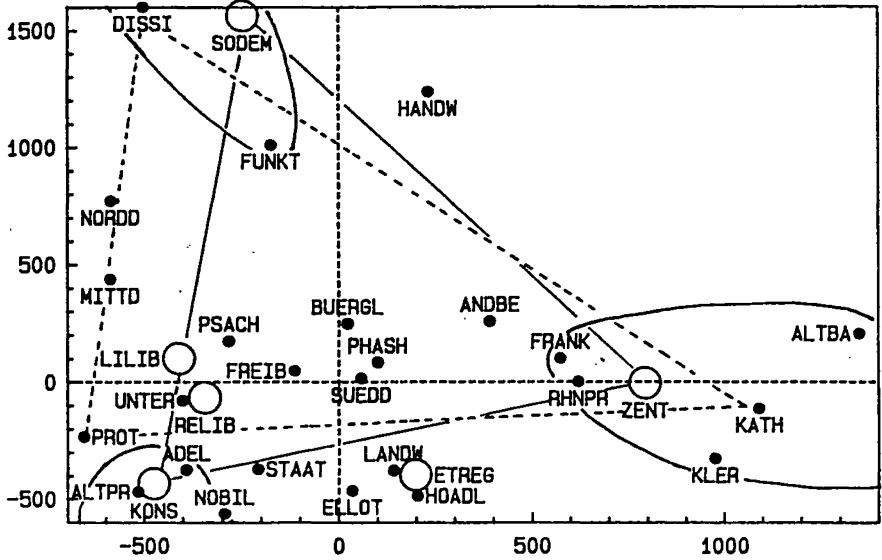 1500
DISSI
SODEM
HANDW
1000
FUNKT
NORDD
500
MITTD
BUERGL
ANDBE
PSACH
FRANK
ALTBA
LILIB
PHASH
FREIB
0
SUEDD
UNTER
RELIB
RHNPR
ZENT
KATH
PROT
ADEL
STAAT
LANDW
ETREG
KLER
ALTPR
KONS
NOBIL
ELLOT
HOADL
-500
-500
0
500
1000